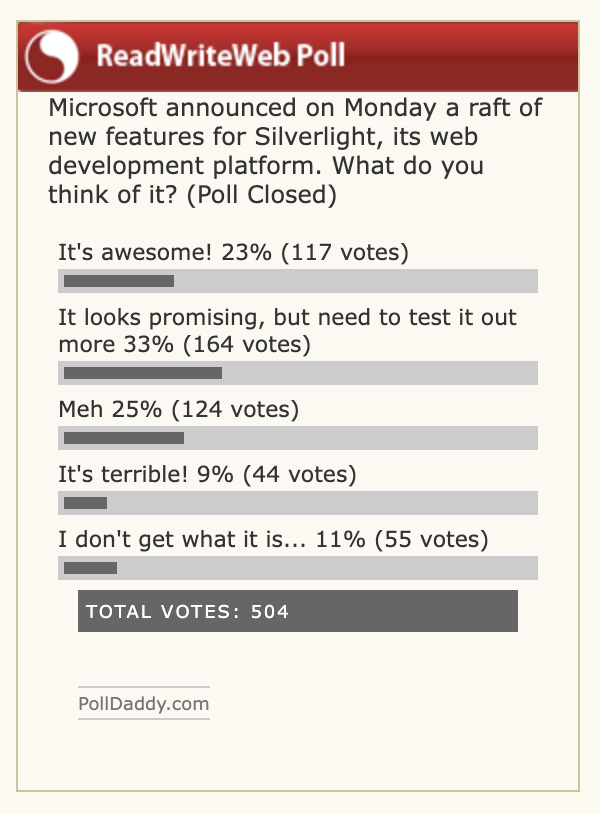 ReadWriteWeb Poll
Microsoft announced on Monday a raft of
new features for Silverlight, its web
development platform. What do you
think of it? (Poll Closed)
It's awesome! 23% (117 votes)
It looks promising, but need to test it out
more 33% (164 votes)
Meh 25% (124 votes)
It's terrible! 9% (44 votes)
I don't get what it is... 11% (55 votes)
TOTAL VOTES: 504
PollDaddy.com